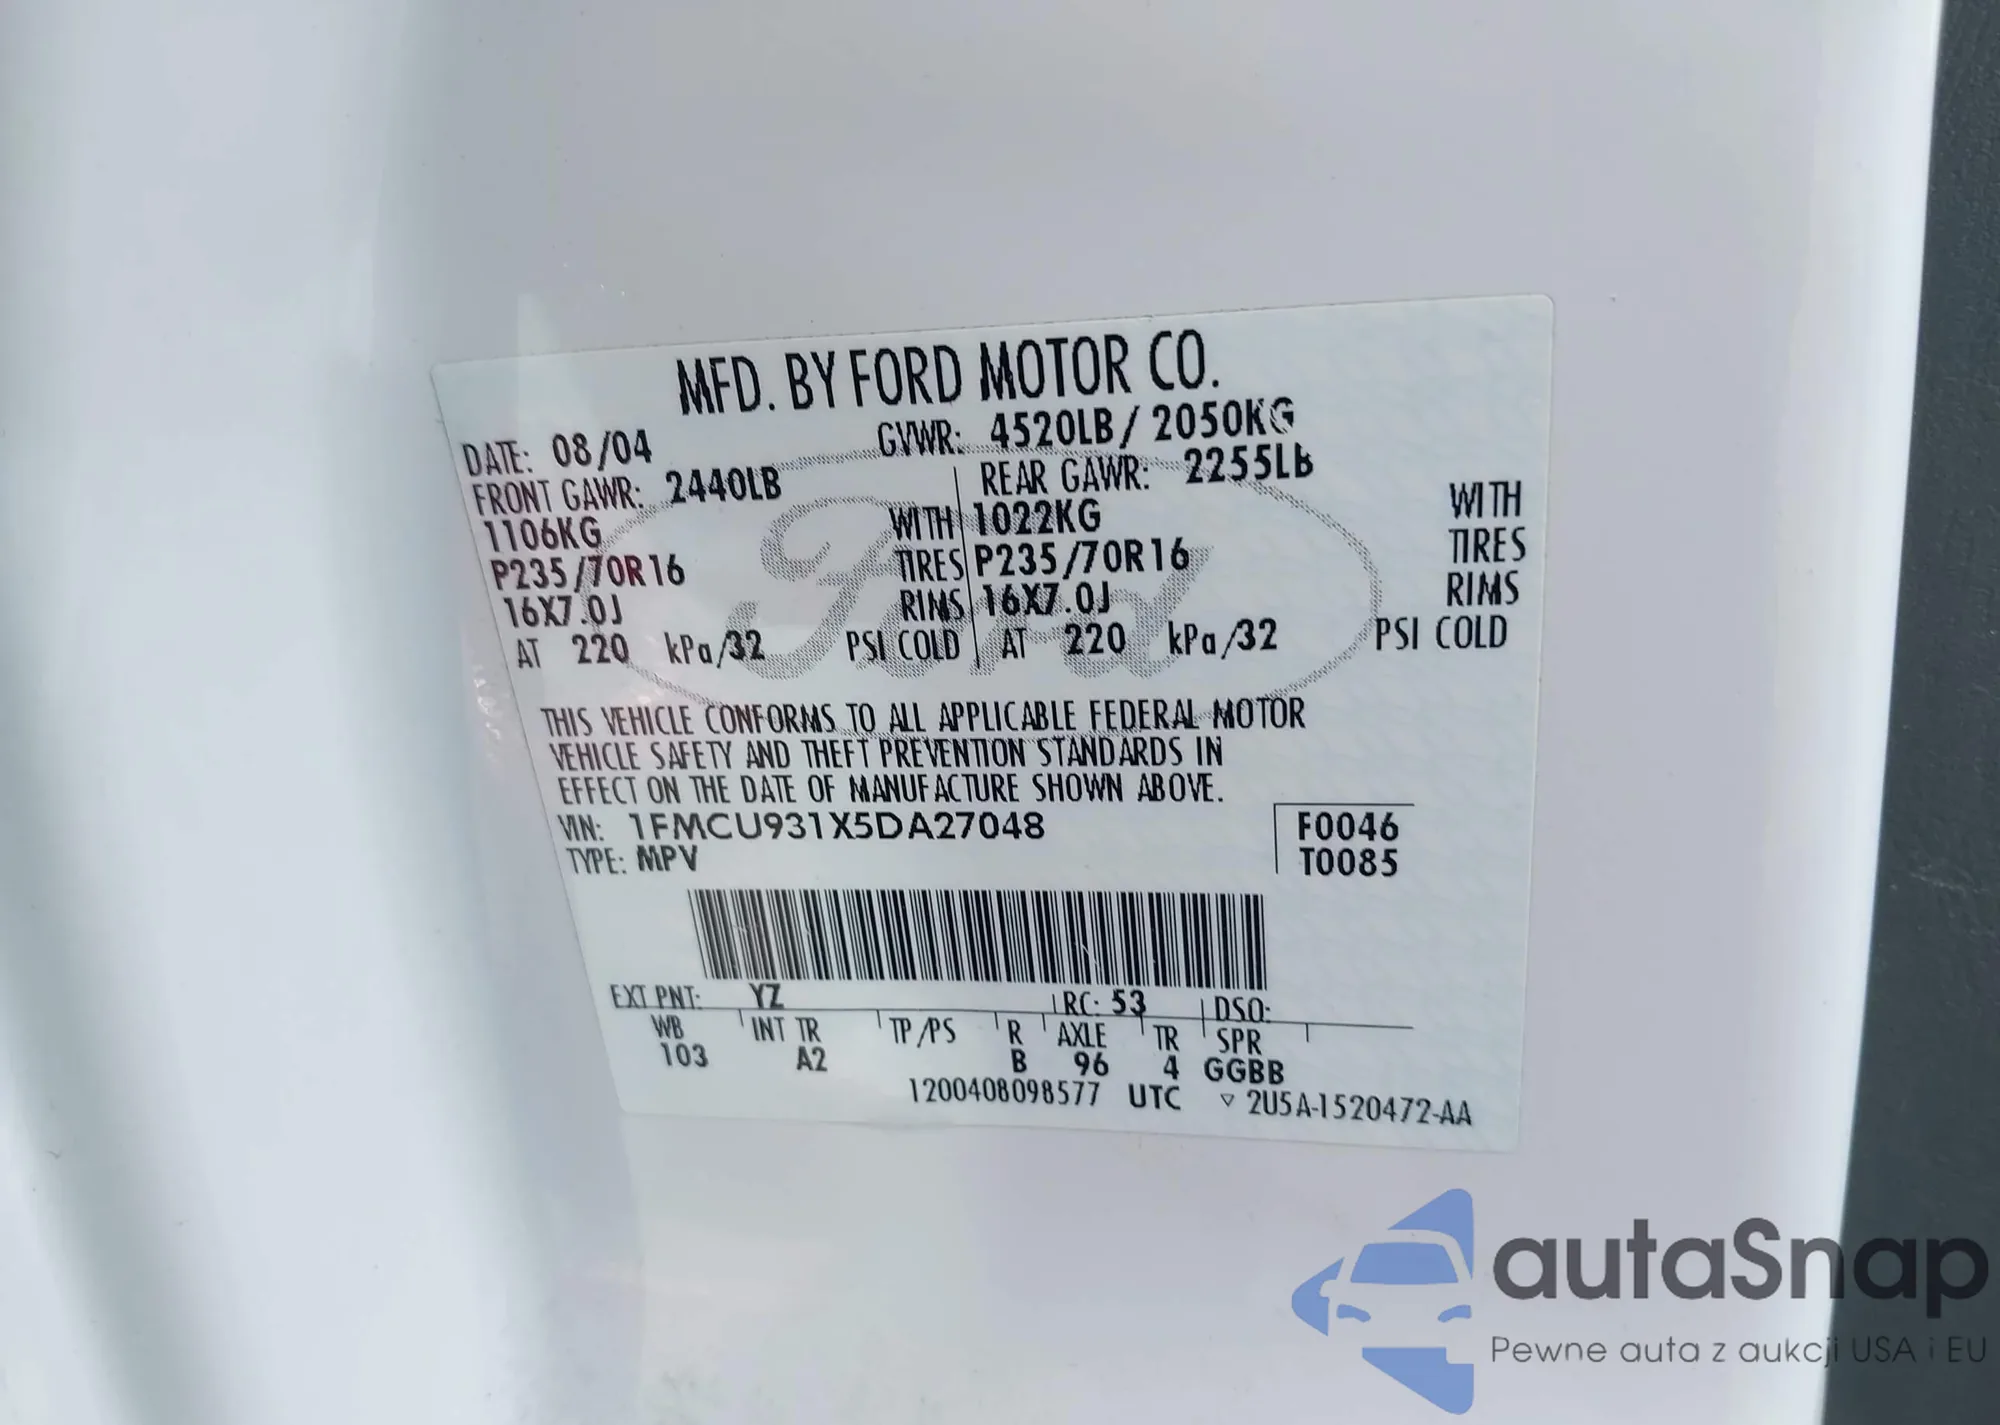 MFD. BY FORD MOTOR CO.
DATE: 08/04 GVWR: 4520LB / 2050KG
FRONT GAWR: 2440LB REAR GAWR: 2255LB
1106KG WITH 1022KG WITH
P235/70R16 TIRES P235/70R16 TIRES
16X7.0J RIMS 16X7.0J RIMS
AT 220 kPa/32 PSI COLD AT 220 kPa/32 PSI COLD
Ford
THIS VEHICLE CONFORMS TO ALL APPLICABLE FEDERAL MOTOR
VEHICLE SAFETY AND THEFT PREVENTION STANDARDS IN
EFFECT ON THE DATE OF MANUFACTURE SHOWN ABOVE.
VIN: 1FMCU931X5DA27048 F0046
TYPE: MPV T0085
EXT PNT: YZ RC: 53 DSO:
WB INT TR TP/PS R AXLE TR SPR
103 A2 B 96 4 GGBB
1200408098577 UTC ▽ 2U5A-1520472-AA
autaSnap
Pewne auta z aukcji USA i EU